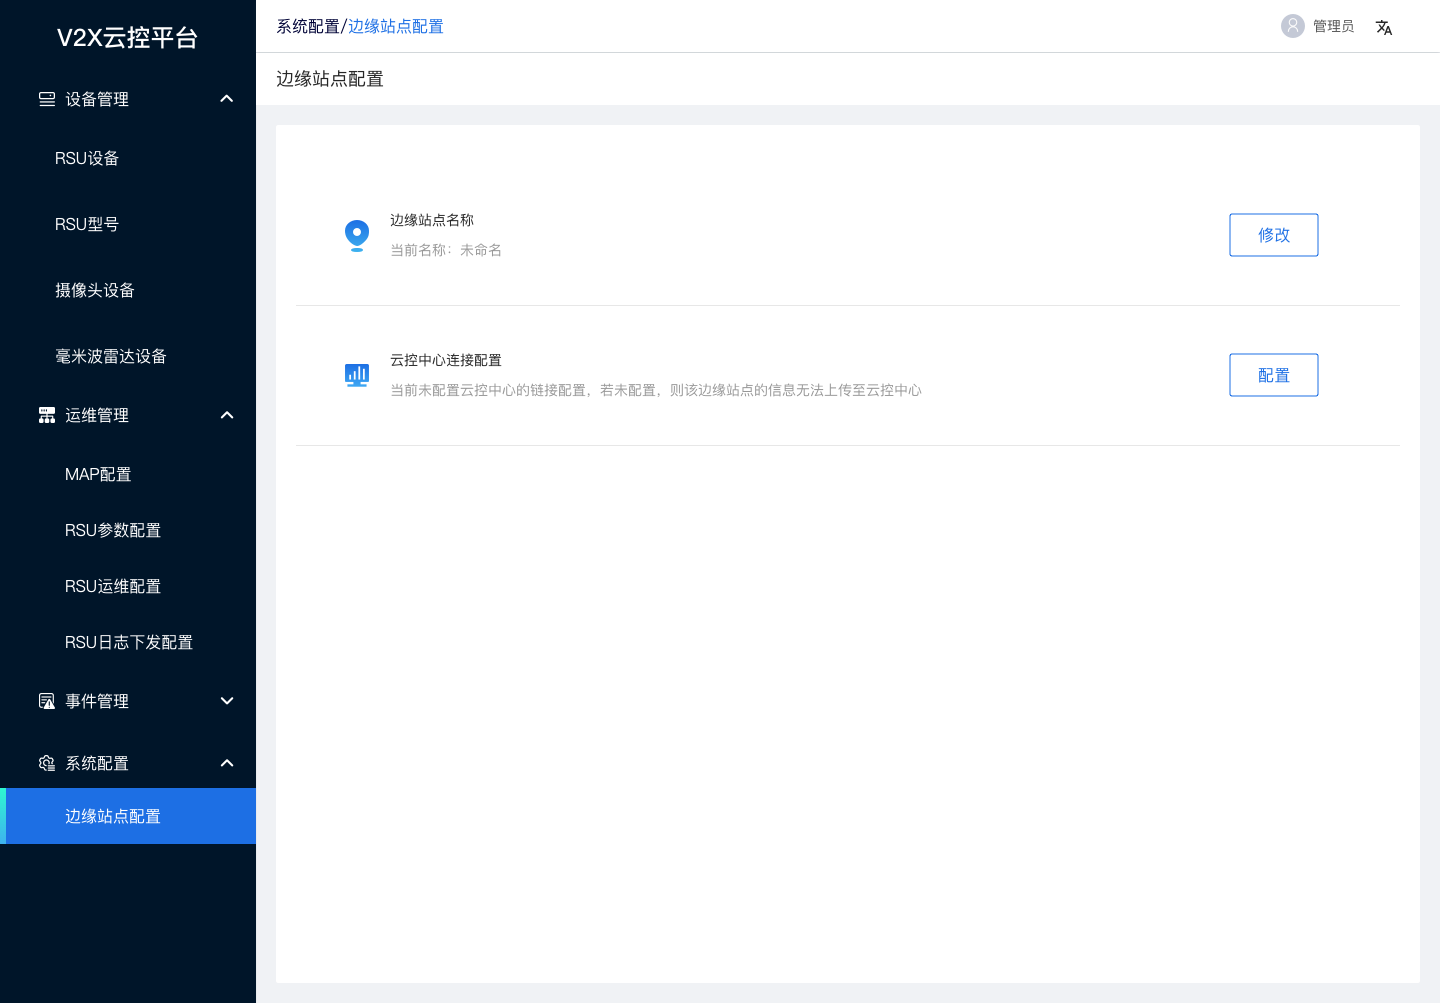 V2X云控平台
设备管理
RSU设备
RSU型号
摄像头设备
毫米波雷达设备
运维管理
MAP配置
RSU参数配置
RSU运维配置
RSU日志下发配置
事件管理
系统配置
边缘站点配置
系统配置/边缘站点配置
管理员
边缘站点配置
边缘站点名称
当前名称：未命名
修改
云控中心连接配置
当前未配置云控中心的链接配置，若未配置，则该边缘站点的信息无法上传至云控中心
配置